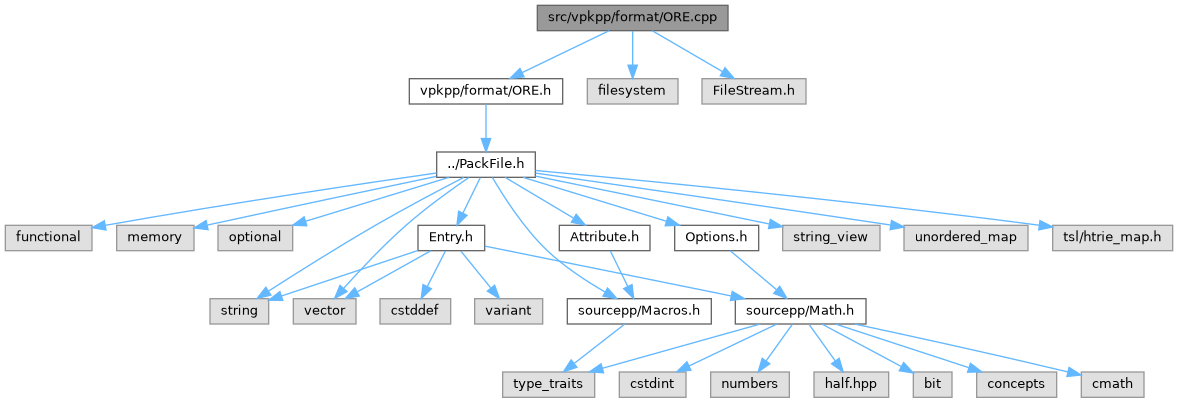 src/vpkpp/format/ORE.cpp
vpkpp/format/ORE.h
filesystem
FileStream.h
../PackFile.h
functional
memory
optional
Entry.h
Attribute.h
Options.h
string_view
unordered_map
tsl/htrie_map.h
string
vector
cstddef
variant
sourcepp/Macros.h
sourcepp/Math.h
type_traits
cstdint
numbers
half.hpp
bit
concepts
cmath